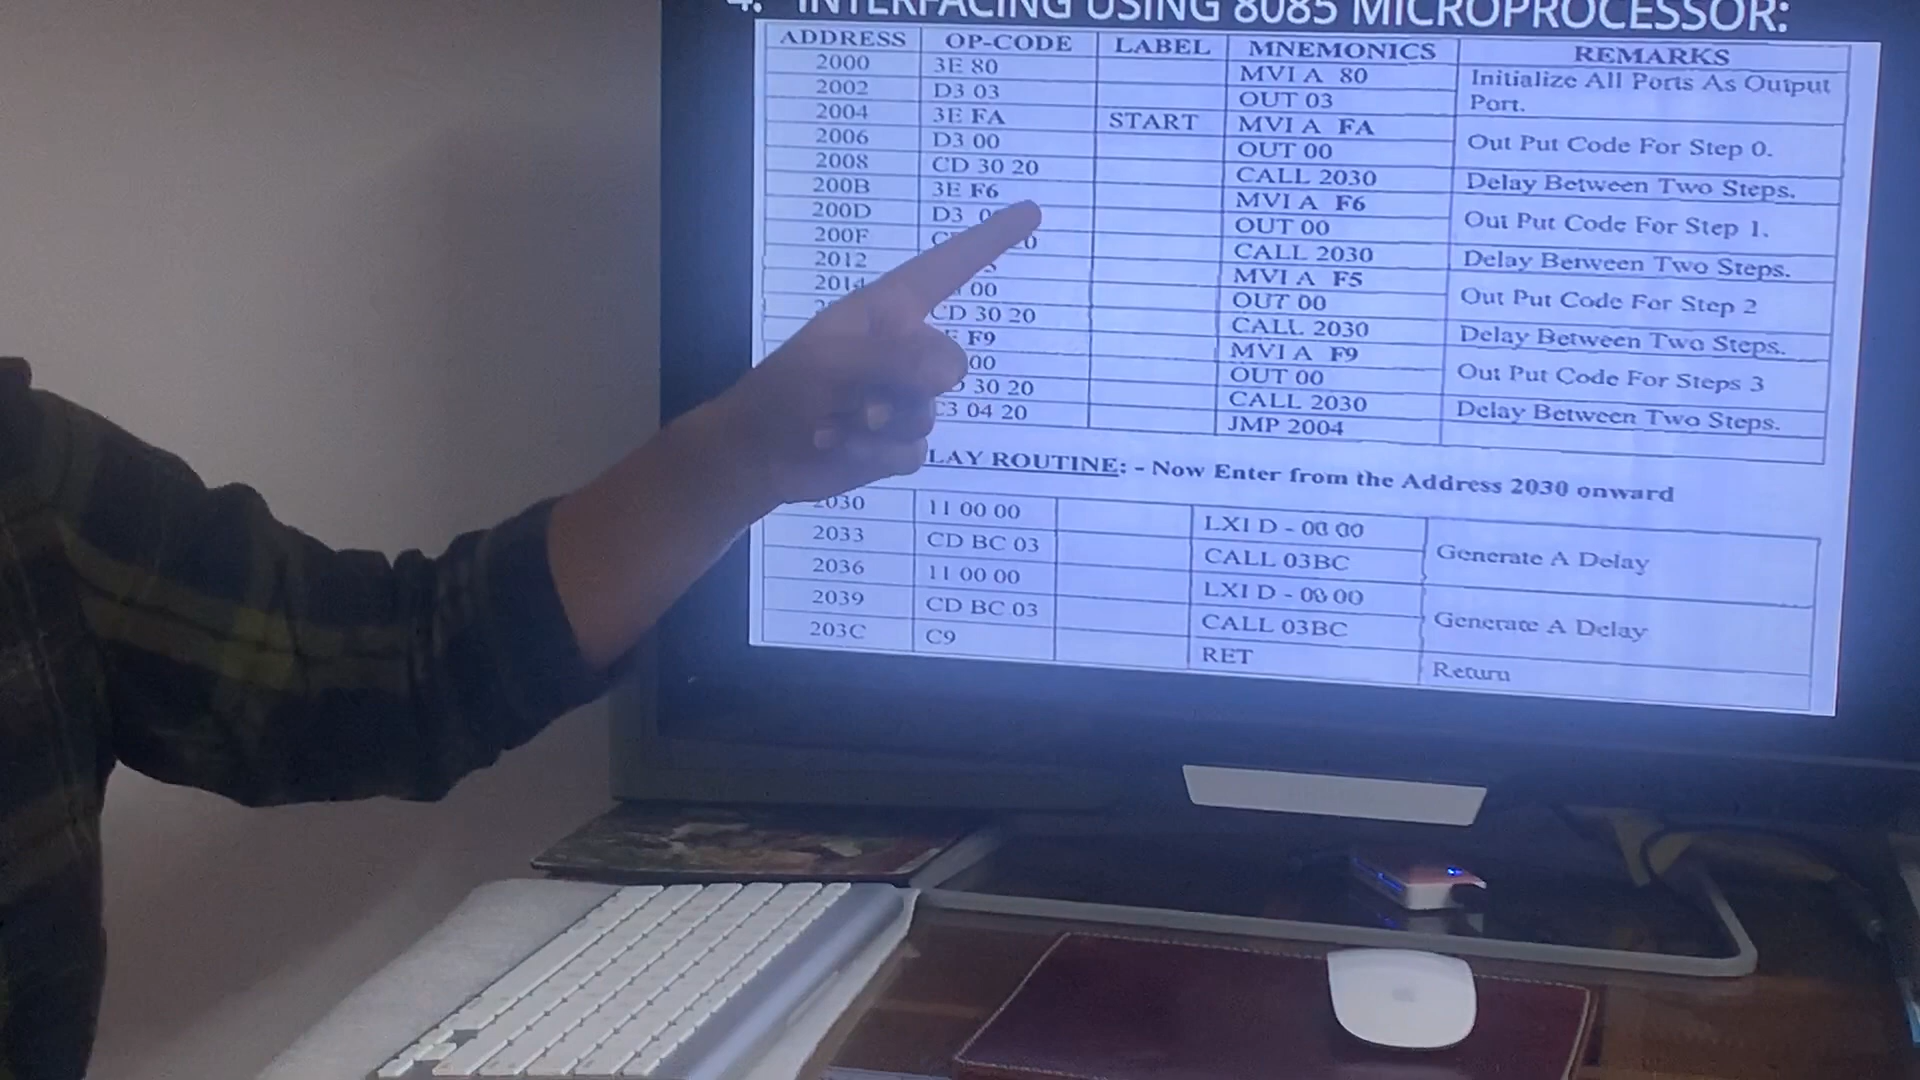 4. INTERFACING USING 8085 MICROPROCESSOR:
ADDRESS OP-CODE LABEL MNEMONICS REMARKS
2000 3E 80 MVI A 80 Initialize All Ports As Output Port.
2002 D3 03 OUT 03
2004 3E FA START MVI A FA Out Put Code For Step 0.
2006 D3 00 OUT 00
2008 CD 30 20 CALL 2030 Delay Between Two Steps.
200B 3E F6 MVI A F6 Out Put Code For Step 1.
200D D3 OUT 00
200F CALL 2030 Delay Between Two Steps.
2012 MVI A F5 Out Put Code For Step 2
2014 00 OUT 00
CD 30 20 CALL 2030 Delay Between Two Steps.
F9 MVI A F9 Out Put Code For Steps 3
00 OUT 00
30 20 CALL 2030 Delay Between Two Steps.
C3 04 20 JMP 2004
LAY ROUTINE: - Now Enter from the Address 2030 onward
2030 11 00 00 LXI D - 00 00 Generate A Delay
2033 CD BC 03 CALL 03BC
2036 11 00 00 LXI D - 00 00 Generate A Delay
2039 CD BC 03 CALL 03BC
203C C9 RET Return